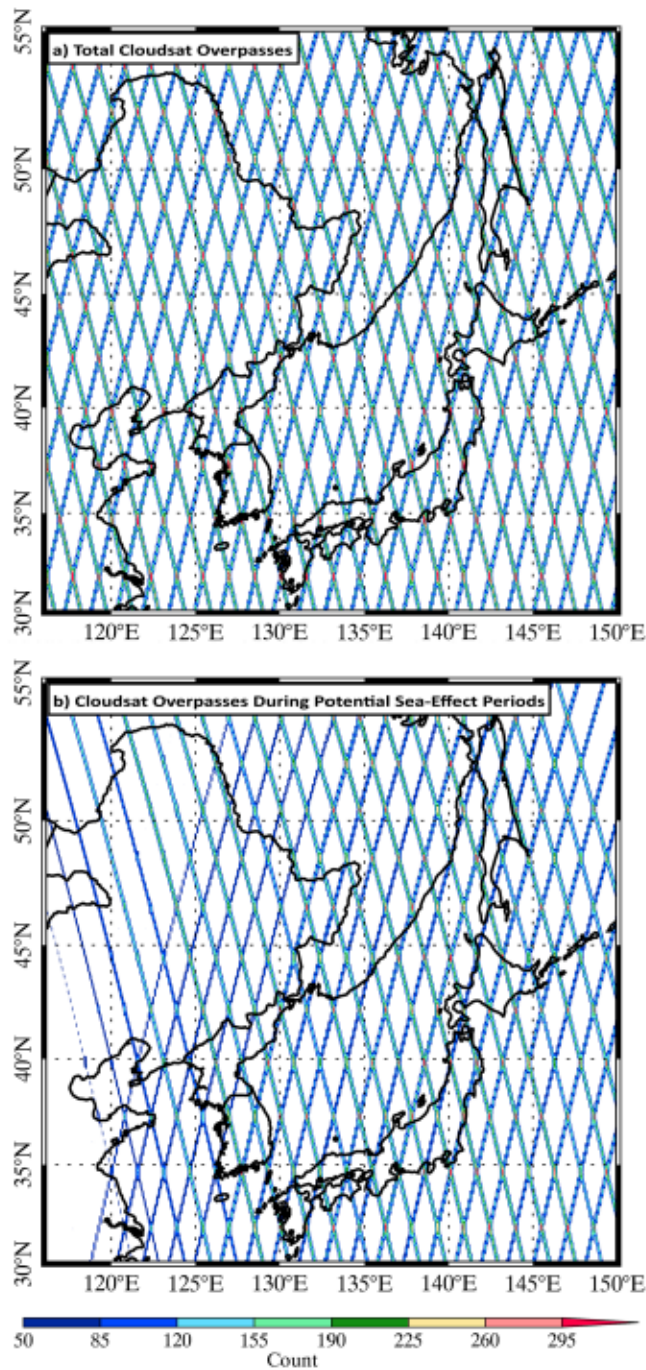 a) Total Cloudsat Overpasses
55°N
50°N
45°N
40°N
35°N
30°N
120°E 125°E 130°E 135°E 140°E 145°E 150°E
b) Cloudsat Overpasses During Potential Sea-Effect Periods
55°N
50°N
45°N
40°N
35°N
30°N
120°E 125°E 130°E 135°E 140°E 145°E 150°E
50 85 120 155 190 225 260 295
Count